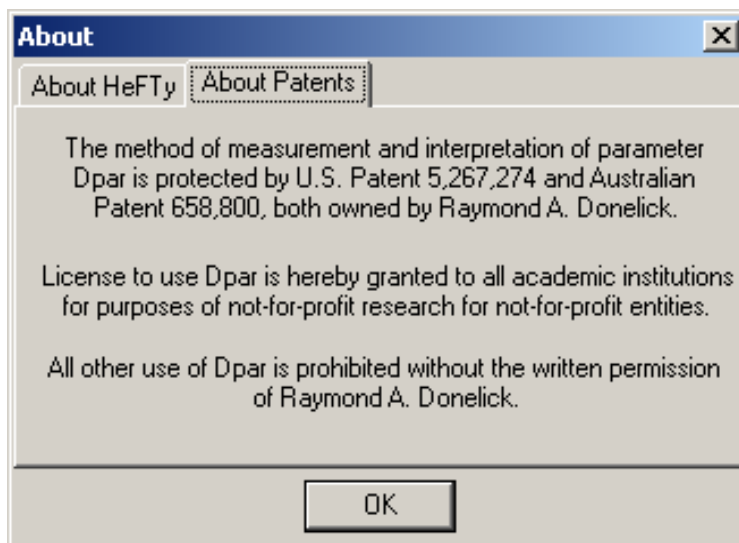 About
About HeFTy
About Patents
The method of measurement and interpretation of parameter
Dpar is protected by U.S. Patent 5,267,274 and Australian
Patent 658,800, both owned by Raymond A. Donelick.
License to use Dpar is hereby granted to all academic institutions
for purposes of not-for-profit research for not-for-profit entities.
All other use of Dpar is prohibited without the written permission
of Raymond A. Donelick.
OK